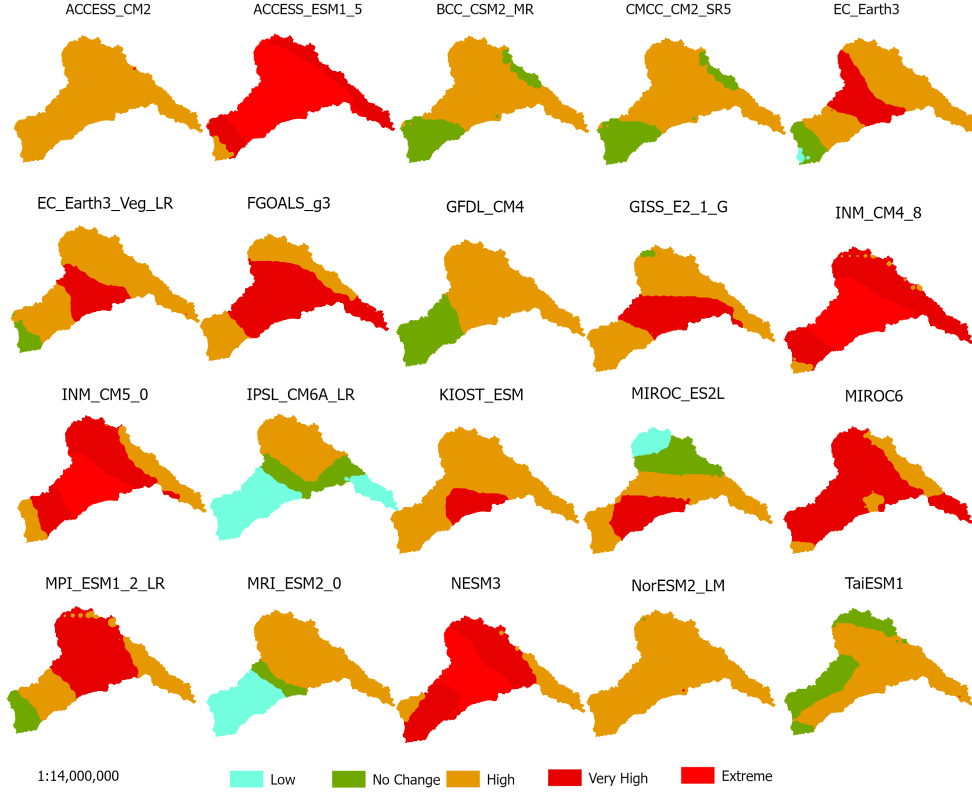 ACCESS_CM2
ACCESS_ESM1_5
BCC_CSM2_MR
CMCC_CM2_SR5
EC_Earth3
EC_Earth3_Veg_LR
FGOALS_g3
GFDL_CM4
GISS_E2_1_G
INM_CM4_8
INM_CM5_0
IPSL_CM6A_LR
KIOST_ESM
MIROC_ES2L
MIROC6
MPI_ESM1_2_LR
MRI_ESM2_0
NESM3
NorESM2_LM
TaiESM1
1:14,000,000
Low
No Change
High
Very High
Extreme